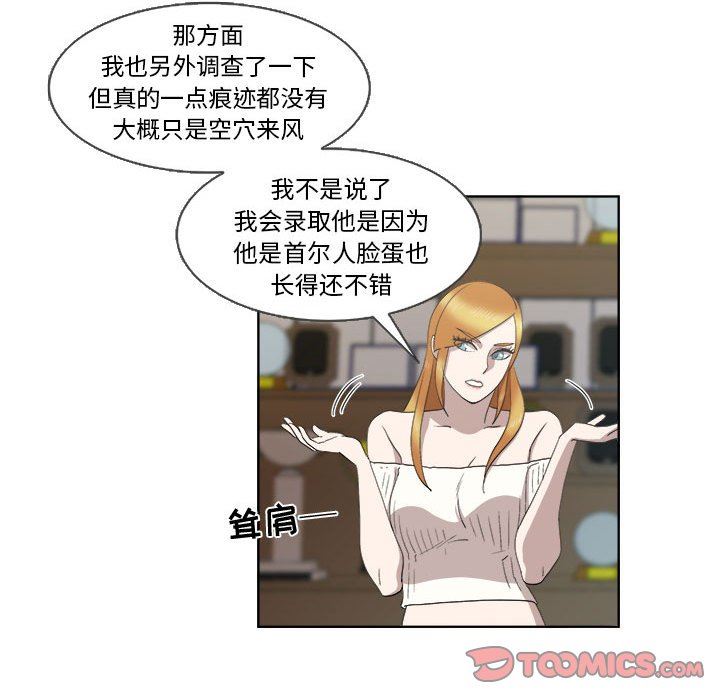 那方面
我也另外调查了一下
但真的一点痕迹都没有
大概只是空穴来风
我不是说了
我会录取他是因为
他是首尔人脸蛋也
长得还不错
耸肩—
TOOMICS.COM